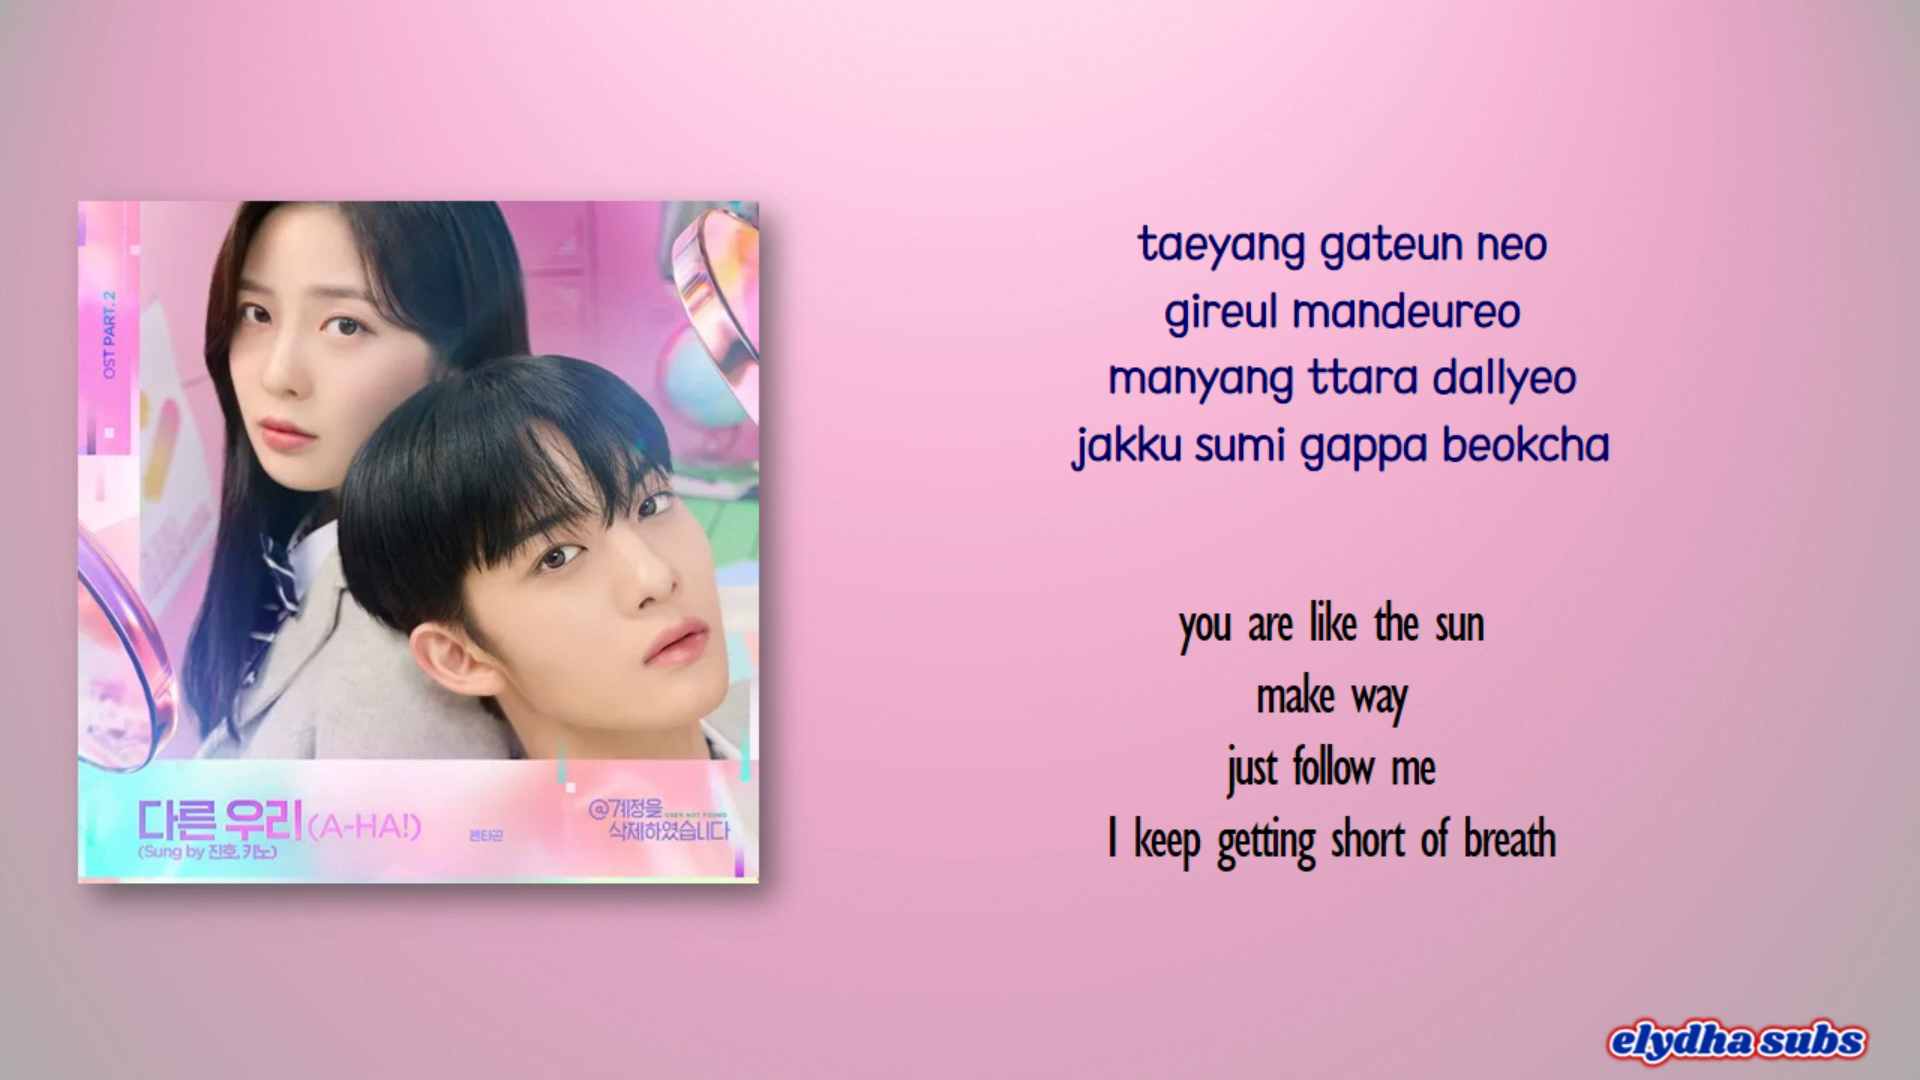 OST PART. 2
다른 우리 (A-HA!)
(Sung by 진호, 키노)
펜타곤
@계정을
USER NOT FOUND
삭제하였습니다
taeyang gateun neo
gireul mandeureo
manyang ttara dallyeo
jakku sumi gappa beokcha
you are like the sun
make way
just follow me
I keep getting short of breath
elydha subs